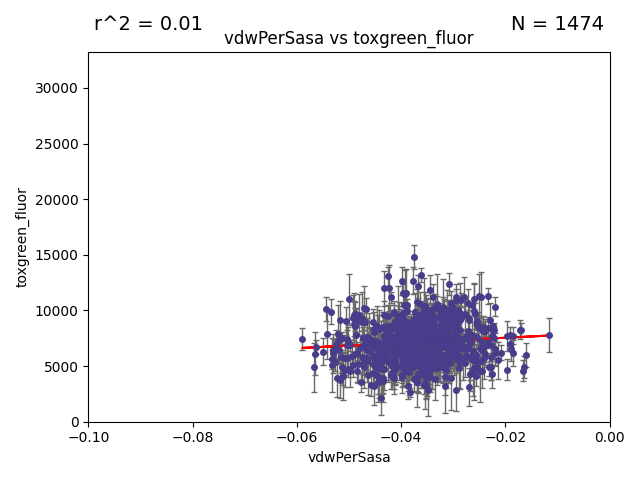 r^2 = 0.01
N = 1474
vdwPerSasa vs toxgreen_fluor
30000
25000
20000
15000
10000
5000
0
toxgreen_fluor
−0.10
−0.08
−0.06
−0.04
−0.02
0.00
vdwPerSasa